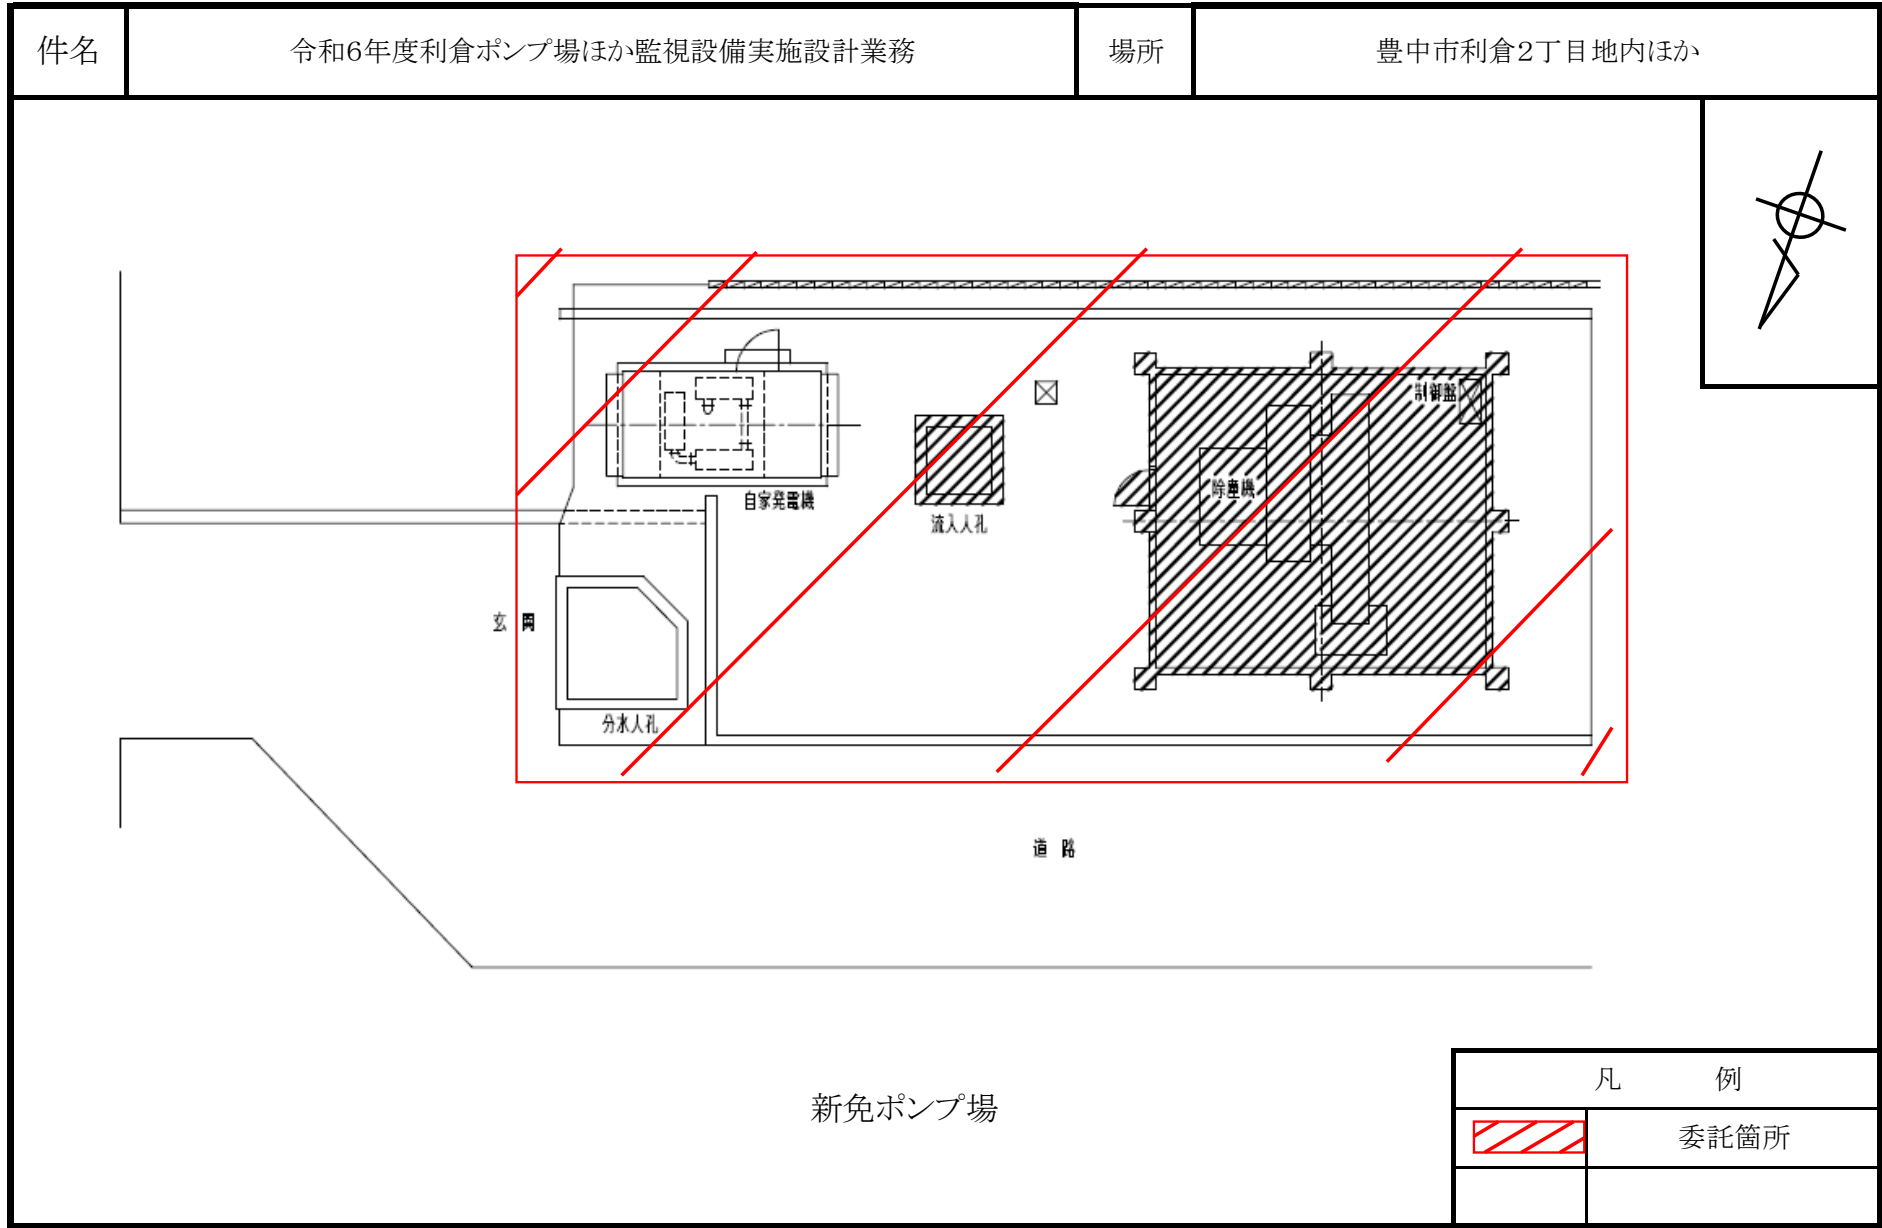 件名
令和6年度利倉ポンプ場ほか監視設備実施設計業務
場所
豊中市利倉2丁目地内ほか
制御盤
除塵機
自家発電機
流入人孔
玄関
分水人孔
道路
新免ポンプ場
凡例
委託箇所